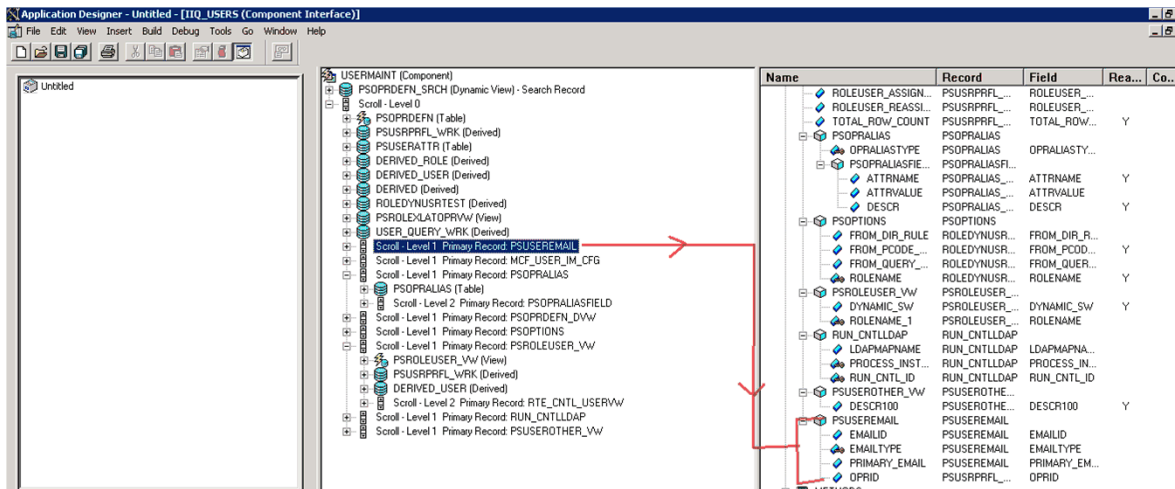 Application Designer - Untitled - [IIQ_USERS (Component Interface)]
File Edit View Insert Build Debug Tools Go Window Help
Untitled
USERMAINT (Component)
PSOPRDEFN_SRCH (Dynamic View) - Search Record
Scroll - Level 0
PSOPRDEFN (Table)
PSUSRPRFL_WRK (Derived)
PSUSERATTR (Table)
DERIVED_ROLE (Derived)
DERIVED_USER (Derived)
DERIVED (Derived)
ROLEDYNUSRTEST (Derived)
PSROLEXLATOPRVW (View)
USER_QUERY_WRK (Derived)
Scroll - Level 1 Primary Record: PSUSEREMAIL
Scroll - Level 1 Primary Record: MCF_USER_IM_CFG
Scroll - Level 1 Primary Record: PSOPRALIAS
PSOPRALIAS (Table)
Scroll - Level 2 Primary Record: PSOPRALIASFIELD
Scroll - Level 1 Primary Record: PSOPRDEFN_DVW
Scroll - Level 1 Primary Record: PSOPTIONS
Scroll - Level 1 Primary Record: PSROLEUSER_VW
PSROLEUSER_VW (View)
PSUSRPRFL_WRK (Derived)
DERIVED_USER (Derived)
Scroll - Level 2 Primary Record: RTE_CNTL_USERVW
Scroll - Level 1 Primary Record: RUN_CNTLLDAP
Scroll - Level 1 Primary Record: PSUSEROTHER_VW
Name Record Field Rea... Co...
ROLEUSER_ASSIGN... PSUSRPRFL_... ROLEUSER_...
ROLEUSER_REASSI... PSUSRPRFL_... ROLEUSER_...
TOTAL_ROW_COUNT PSUSRPRFL_... TOTAL_ROW... Y
PSOPRALIAS PSOPRALIAS
OPRALIASTYPE PSOPRALIAS OPRALIASTY...
PSOPRALIASFIE... PSOPRALIASFI...
ATTRNAME PSOPRALIAS_... ATTRNAME Y
ATTRVALUE PSOPRALIAS_... ATTRVALUE
DESCR PSOPRALIAS_... DESCR Y
PSOPTIONS PSOPTIONS
FROM_DIR_RULE ROLEDYNUSR... FROM_DIR_R...
FROM_PCODE_... ROLEDYNUSR... FROM_PCOD... Y
FROM_QUERY_... ROLEDYNUSR... FROM_QUER...
ROLENAME ROLEDYNUSR... ROLENAME Y
PSROLEUSER_VW PSROLEUSER_...
DYNAMIC_SW PSROLEUSER_... DYNAMIC_SW Y
ROLENAME_1 PSROLEUSER_... ROLENAME
RUN_CNTLLDAP RUN_CNTLLDAP
LDAPMAPNAME RUN_CNTLLDAP LDAPMAPNA...
PROCESS_INST... RUN_CNTLLDAP PROCESS_IN...
RUN_CNTL_ID RUN_CNTLLDAP RUN_CNTL_ID
PSUSEROTHER_VW PSUSEROTHE...
DESCR100 PSUSEROTHE... DESCR100 Y
PSUSEREMAIL PSUSEREMAIL
EMAILID PSUSEREMAIL EMAILID
EMAILTYPE PSUSEREMAIL EMAILTYPE
PRIMARY_EMAIL PSUSEREMAIL PRIMARY_EM...
OPRID PSUSRPRFL_... OPRID